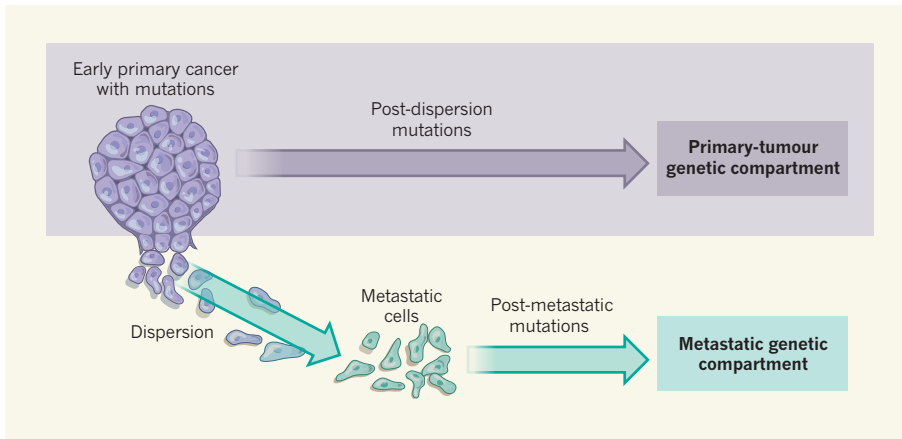 Early primary cancer
with mutations
Post-dispersion
mutations
Primary-tumour
genetic compartment
Dispersion
Metastatic
cells
Post-metastatic
mutations
Metastatic genetic
compartment